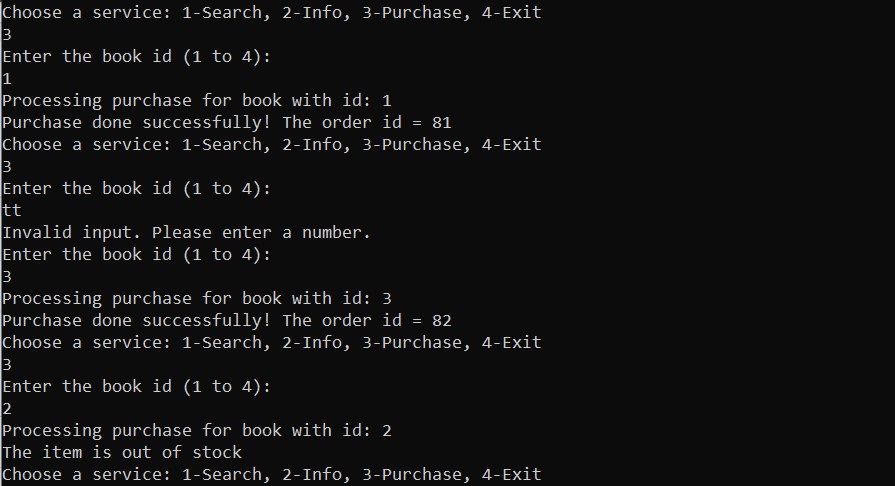 Choose a service: 1-Search, 2-Info, 3-Purchase, 4-Exit
3
Enter the book id (1 to 4):
1
Processing purchase for book with id: 1
Purchase done successfully! The order id = 81
Choose a service: 1-Search, 2-Info, 3-Purchase, 4-Exit
3
Enter the book id (1 to 4):
tt
Invalid input. Please enter a number.
Enter the book id (1 to 4):
3
Processing purchase for book with id: 3
Purchase done successfully! The order id = 82
Choose a service: 1-Search, 2-Info, 3-Purchase, 4-Exit
3
Enter the book id (1 to 4):
2
Processing purchase for book with id: 2
The item is out of stock
Choose a service: 1-Search, 2-Info, 3-Purchase, 4-Exit